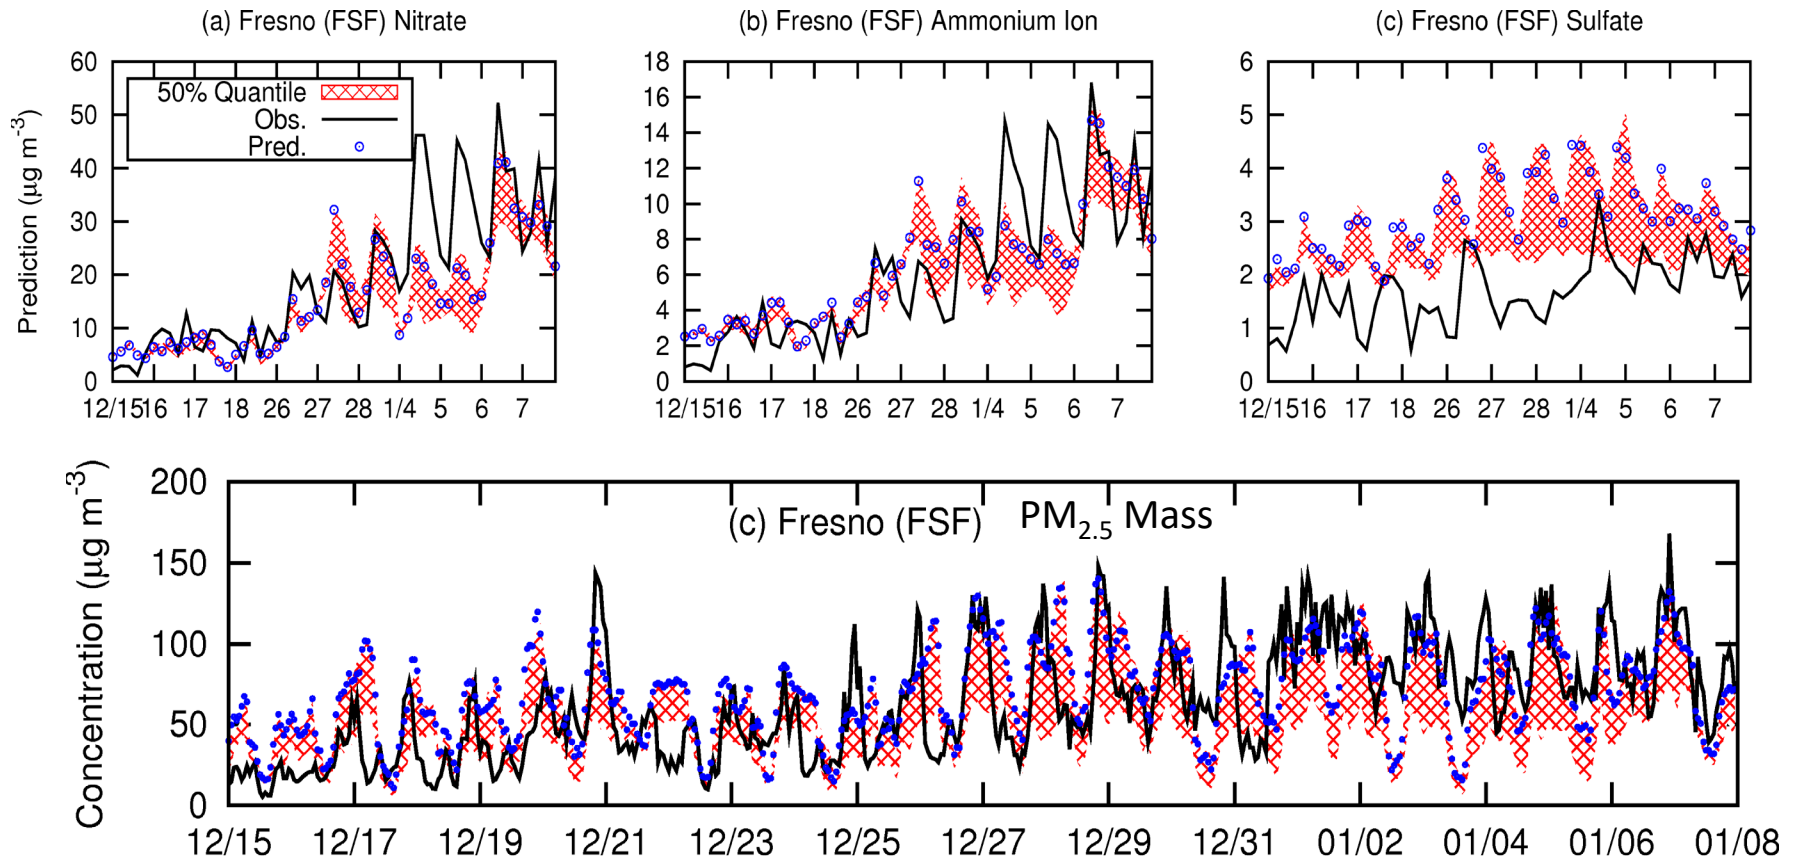 (a) Fresno (FSF) Nitrate
(b) Fresno (FSF) Ammonium Ion
(c) Fresno (FSF) Sulfate
Prediction (µg m⁻³)
60
50
40
30
20
10
0
50% Quantile
Obs.
Pred.
12/15 16 17 18 26 27 28 1/4 5 6 7
18
16
14
12
10
8
6
4
2
0
12/15 16 17 18 26 27 28 1/4 5 6 7
6
5
4
3
2
1
0
12/15 16 17 18 26 27 28 1/4 5 6 7
Concentration (µg m⁻³)
200
150
100
50
0
(c) Fresno (FSF) PM₂.₅ Mass
12/15 12/17 12/19 12/21 12/23 12/25 12/27 12/29 12/31 01/02 01/04 01/06 01/08